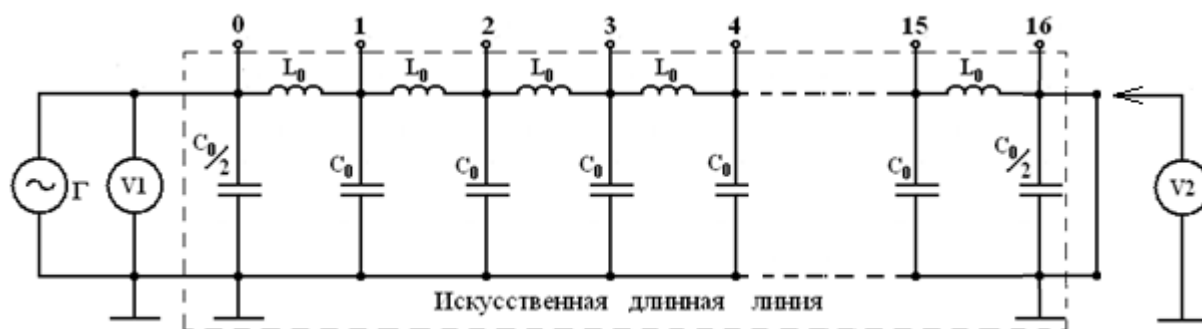 0 1 2 3 4 15 16
L₀ L₀ L₀ L₀ L₀
C₀/2 C₀ C₀ C₀ C₀ C₀ C₀/2
Г V1 V2
Искусственная длинная линия